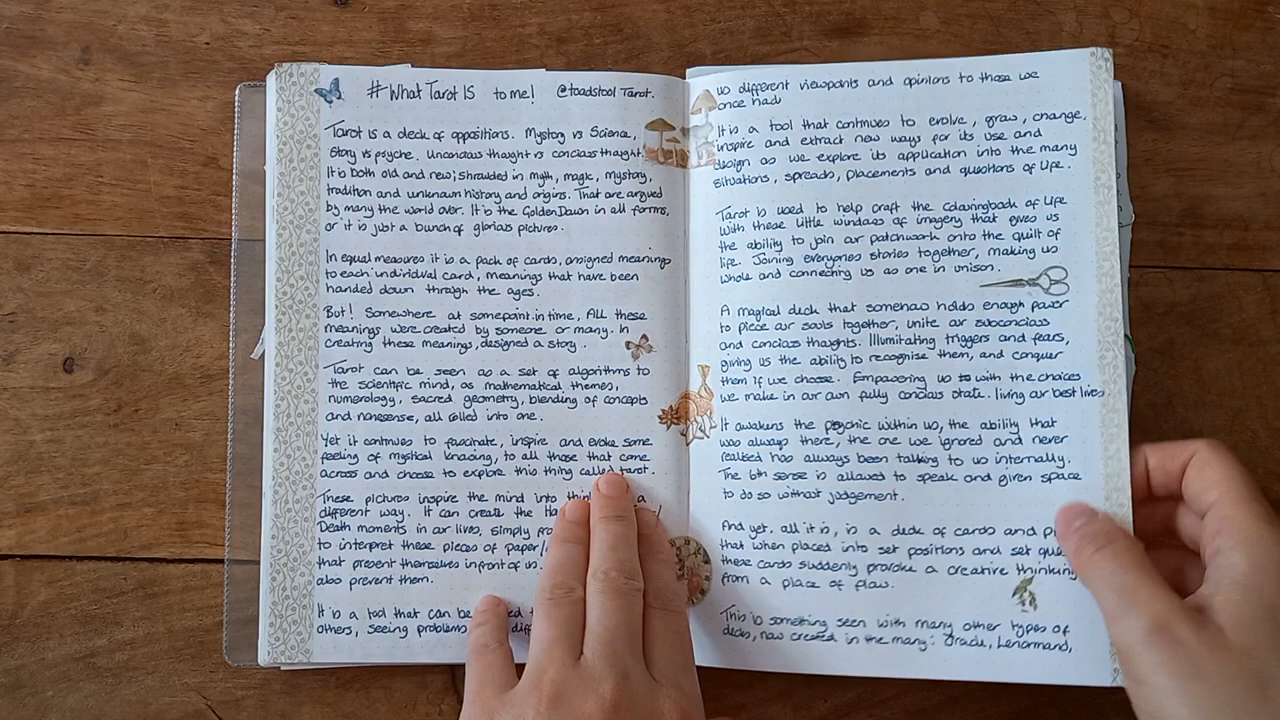 #What Tarot IS to me! @toadstool Tarot.
Tarot is a deck of oppositions. Mystory vs Science,
Story vs psyche. Unconcious thought vs concious thought.
It is both old and new; shrouded in myth, magic, mystory,
tradition and unknown history and origins. That are argued
by many the world over. It is the Golden Dawn in all forms,
or it is just a bunch of glorious pictures.
In equal measures it is a pack of cards, assigned meanings
to each individual card, meanings that have been
handed down through the ages.
But! Somewhere at somepoint in time, ALL these
meanings were created by someone or many. In
creating these meanings, designed a story.
Tarot can be seen as a set of algorithms to
the scientific mind, as mathematical themes,
numerology, sacred geometry, blending of concepts
and nonsense, all rolled into one.
Yet it continues to fascinate, inspire and evoke some
feeling of mystical knowing, to all those that come
across and choose to explore this thing called tarot.
These pictures inspire the mind into a
different way. It can create the
Death moments in our lives, simply
to interpret these pieces of paper/
that present themselves infront of us.
also prevent them.
It is a tool that can be
others, seeing problems
us different viewpoints and opinions to those we
once had.
It is a tool that continues to evolve, grow, change,
inspire and extract new ways for its use and
design as we explore its application into the many
situations, spreads, placements and questions of life.
Tarot is used to help craft the colouringbook of life
With these little windows of imagery that gives us
the ability to join our patchwork onto the quilt of
life. Joining everyones stories together, making us
whole and connecting us as one in unison.
A magical deck that somehow holds enough power
to piece our souls together, unite our subconcious
and concious thoughts. Illumitating triggers and fears,
giving us the ability to recognise them, and conquer
them if we choose. Empowering us with the choices
we make in our own fully concious state. living our best lives.
It awakens the psychic within us, the ability that
was always there, the one we ignored and never
realised has always been talking to us internally.
The 6th sense is allowed to speak and given space
to do so without judgement.
And yet, all it is, is a deck of cards and
that when placed into set positions and set
these cards suddenly provoke a creative thinking
from a place of flow.
This is something seen with many other types of
decks, now created in the many: Oracle, Lenormand,